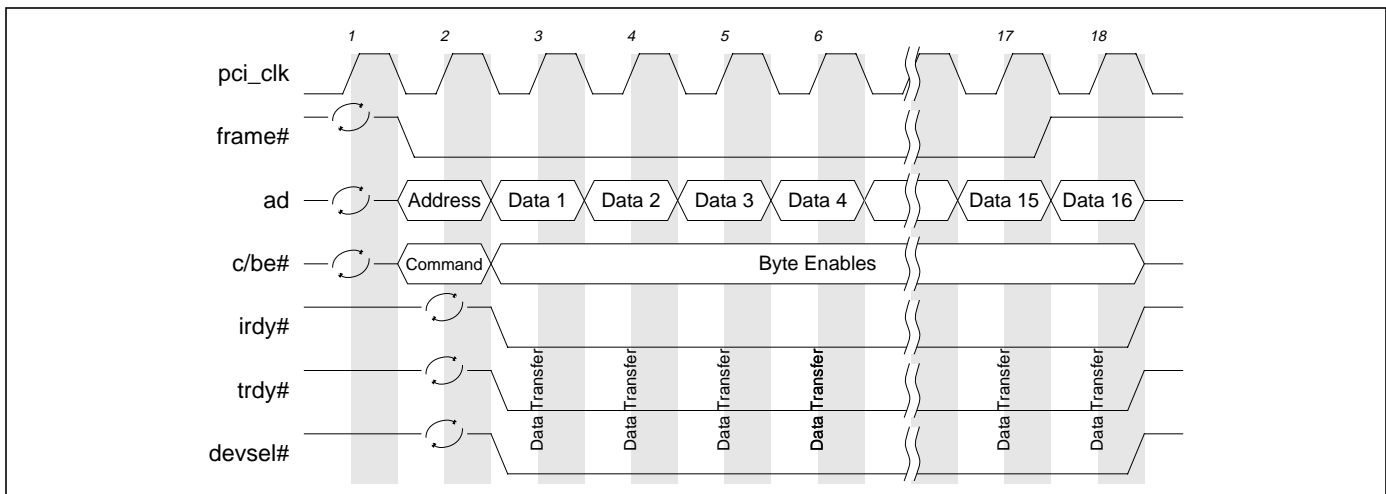 1 2 3 4 5 6 17 18
pci_clk
frame#
ad Address Data 1 Data 2 Data 3 Data 4 Data 15 Data 16
c/be# Command Byte Enables
irdy#
trdy#
devsel#
Data Transfer
Data Transfer
Data Transfer
Data Transfer
Data Transfer
Data Transfer